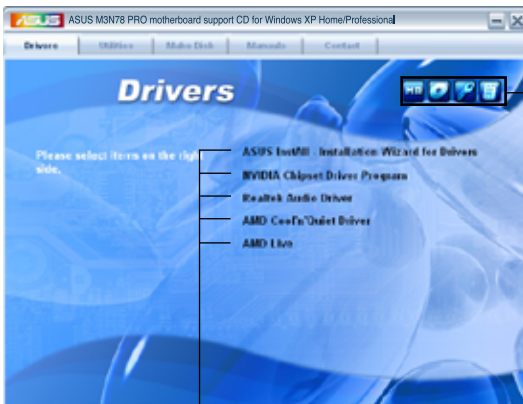 ASUS
ASUS M3N78 PRO motherboard support CD for Windows XP Home/Professional
Drivers Utilities Make Disk Manuals Contact
Drivers
Please select items on the right side.
ASUS InstAll - Installation Wizard for Drivers
NVIDIA Chipset Driver Program
Realtek Audio Driver
AMD Cool'n'Quiet Driver
AMD Live